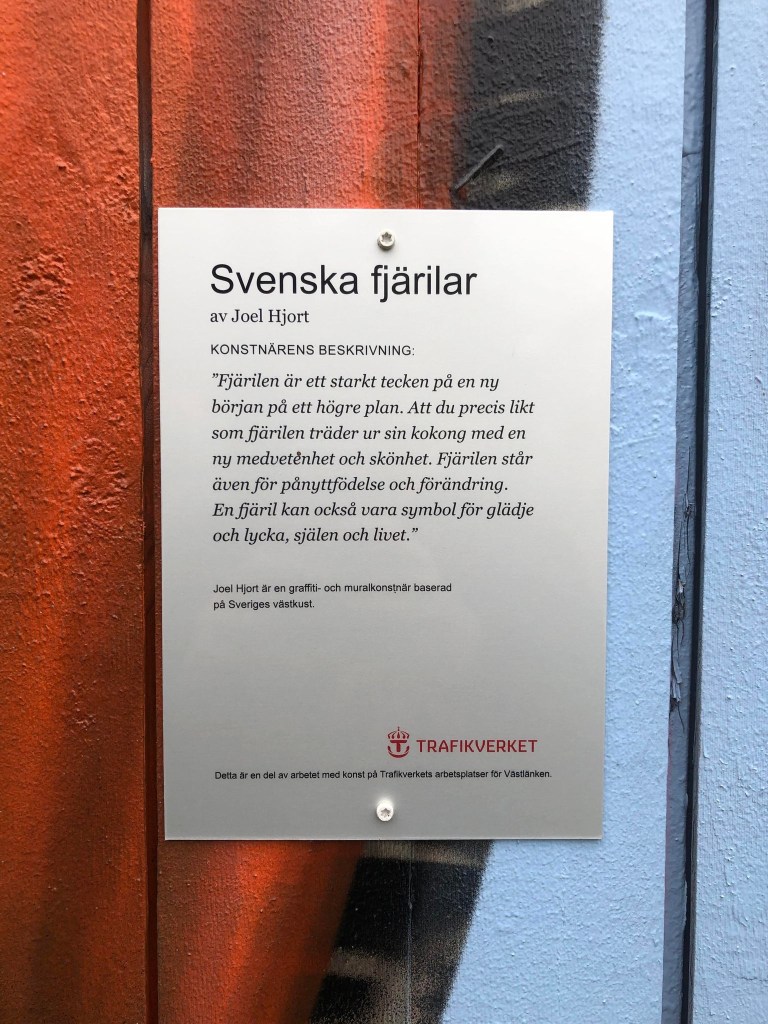 Svenska fjärilar
av Joel Hjort
KONSTNÄRENS BESKRIVNING:
”Fjärilen är ett starkt tecken på en ny
början på ett högre plan. Att du precis likt
som fjärilen träder ur sin kokong med en
ny medvetenhet och skönhet. Fjärilen står
även för pånyttfödelse och förändring.
En fjäril kan också vara symbol för glädje
och lycka, själen och livet.”
Joel Hjort är en graffiti- och muralkonstnär baserad
på Sveriges västkust.
TRAFIKVERKET
Detta är en del av arbetet med konst på Trafikverkets arbetsplatser för Västlänken.